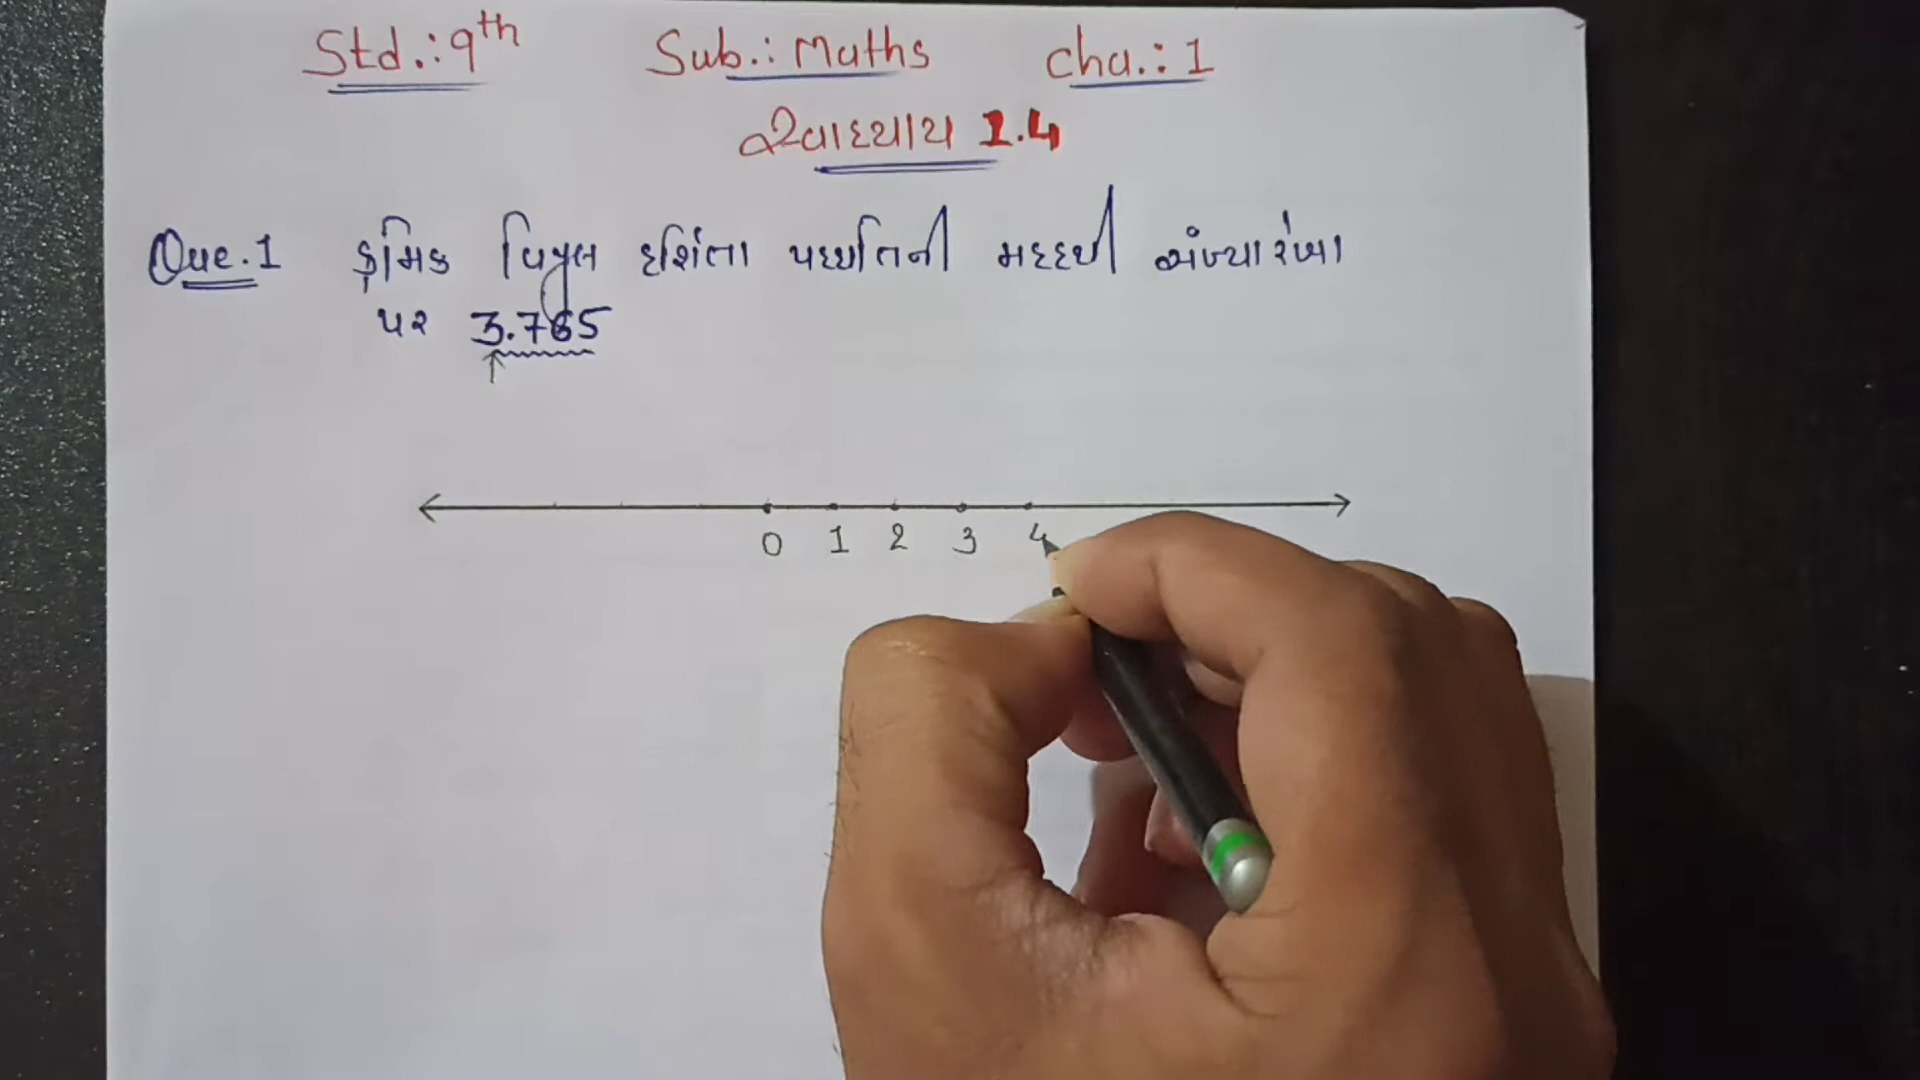 Std.: 9th Sub.: Maths Cha.: 1
સ્વાધ્યાય 1.4
Que.1 ક્રમિક વિપુલ દર્શિતા પધ્ધતિની મદદથી સંખ્યારેખા
પર 3.765
0 1 2 3 4